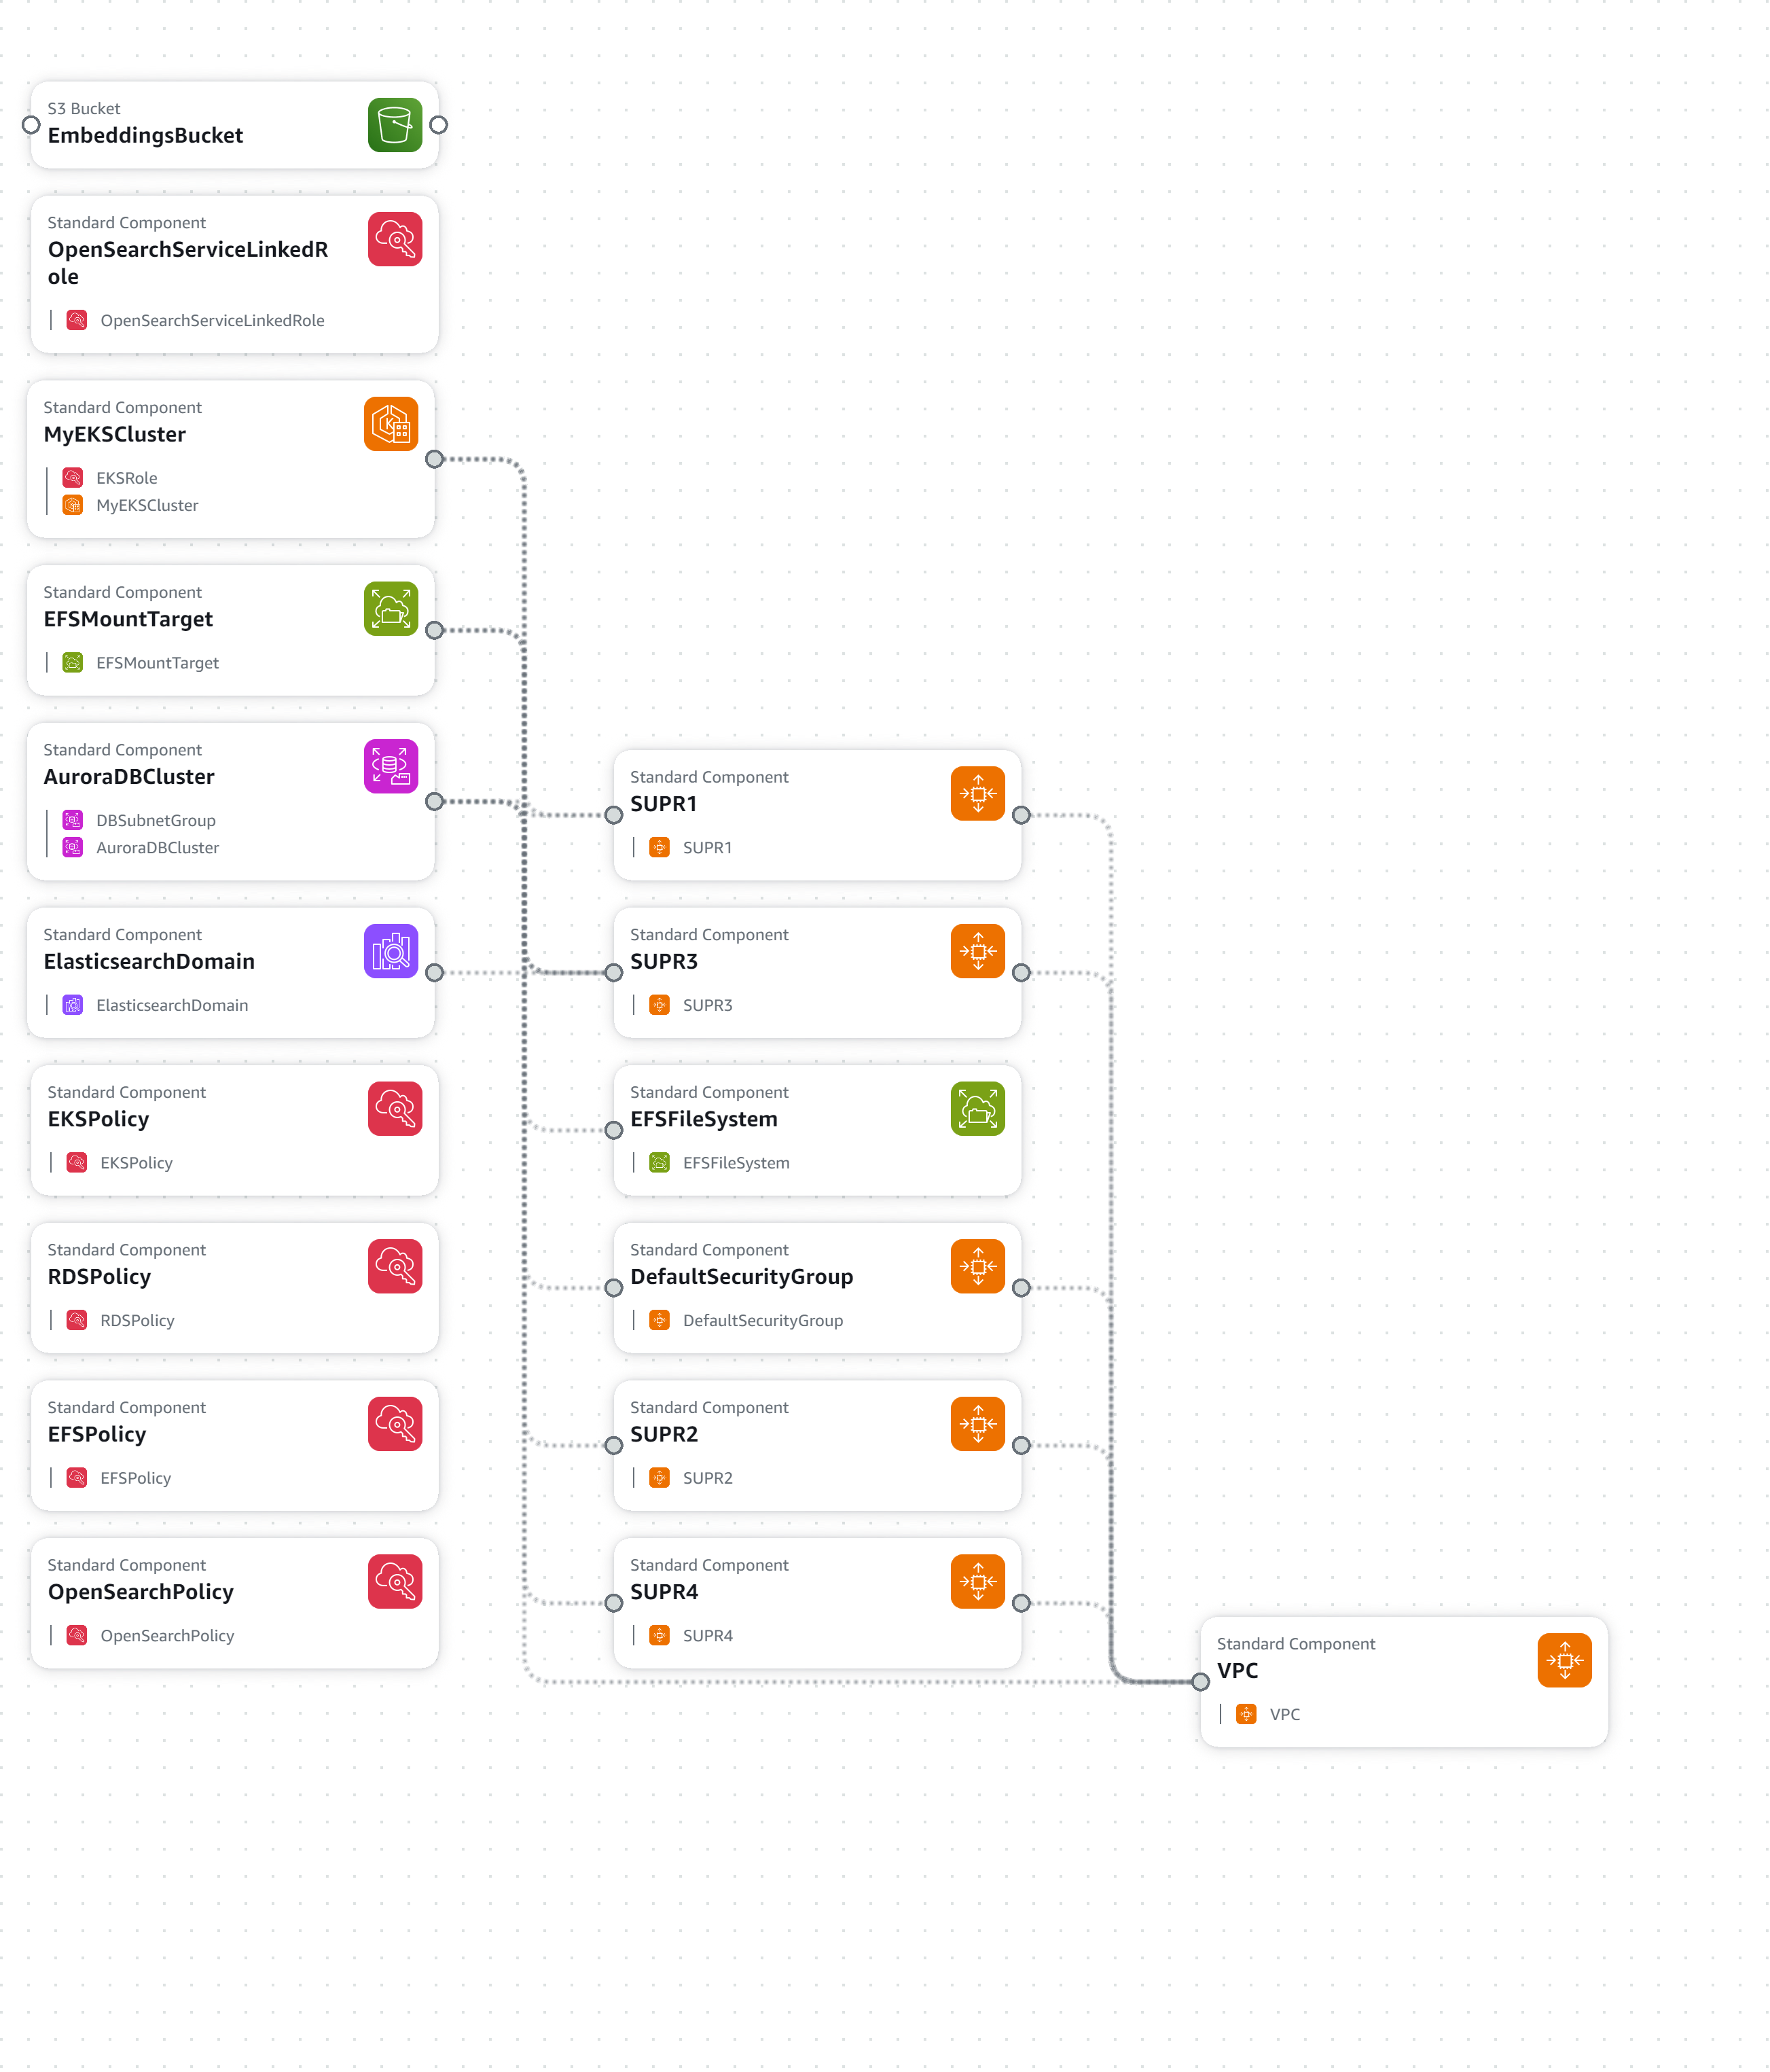 S3 Bucket
EmbeddingsBucket
Standard Component
OpenSearchServiceLinkedR
ole
OpenSearchServiceLinkedRole
Standard Component
MyEKSCluster
EKSRole
MyEKSCluster
Standard Component
EFSMountTarget
EFSMountTarget
Standard Component
AuroraDBCluster
DBSubnetGroup
AuroraDBCluster
Standard Component
ElasticsearchDomain
ElasticsearchDomain
Standard Component
EKSPolicy
EKSPolicy
Standard Component
RDSPolicy
RDSPolicy
Standard Component
EFSPolicy
EFSPolicy
Standard Component
OpenSearchPolicy
OpenSearchPolicy
Standard Component
SUPR1
SUPR1
Standard Component
SUPR3
SUPR3
Standard Component
EFSFileSystem
EFSFileSystem
Standard Component
DefaultSecurityGroup
DefaultSecurityGroup
Standard Component
SUPR2
SUPR2
Standard Component
SUPR4
SUPR4
Standard Component
VPC
VPC